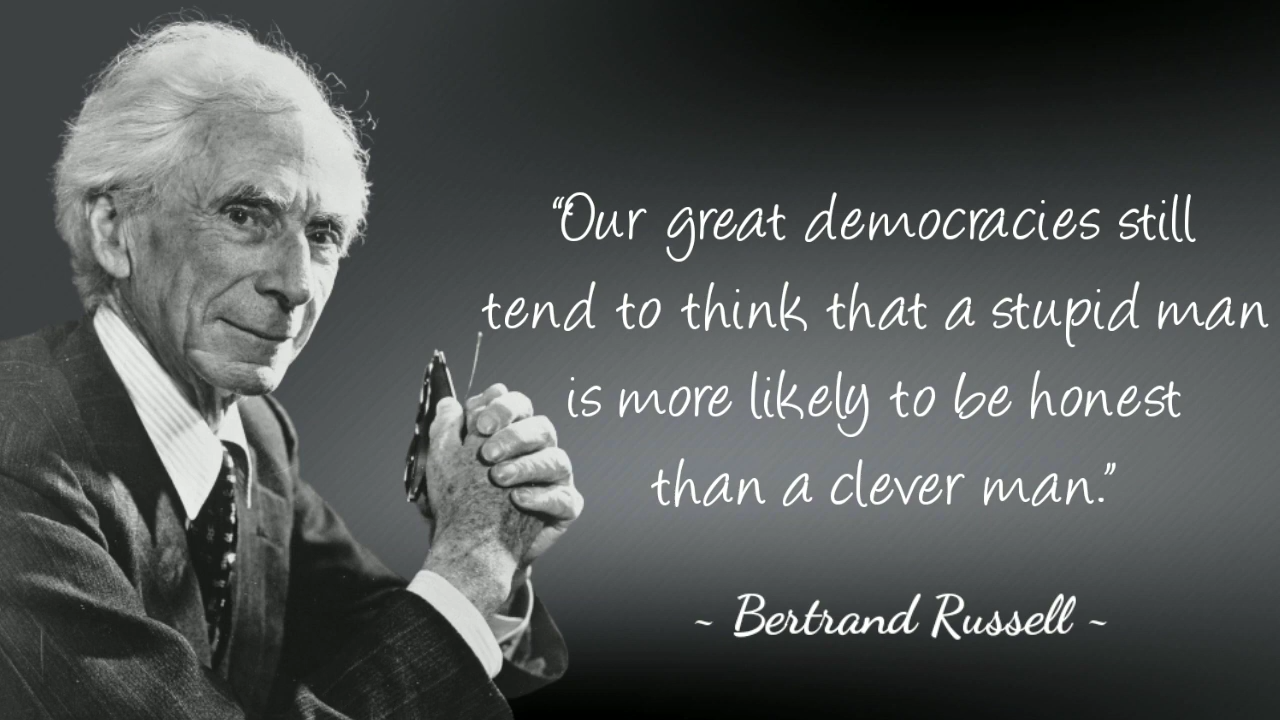 “Our great democracies still
tend to think that a stupid man
is more likely to be honest
than a clever man.”
~ Bertrand Russell ~